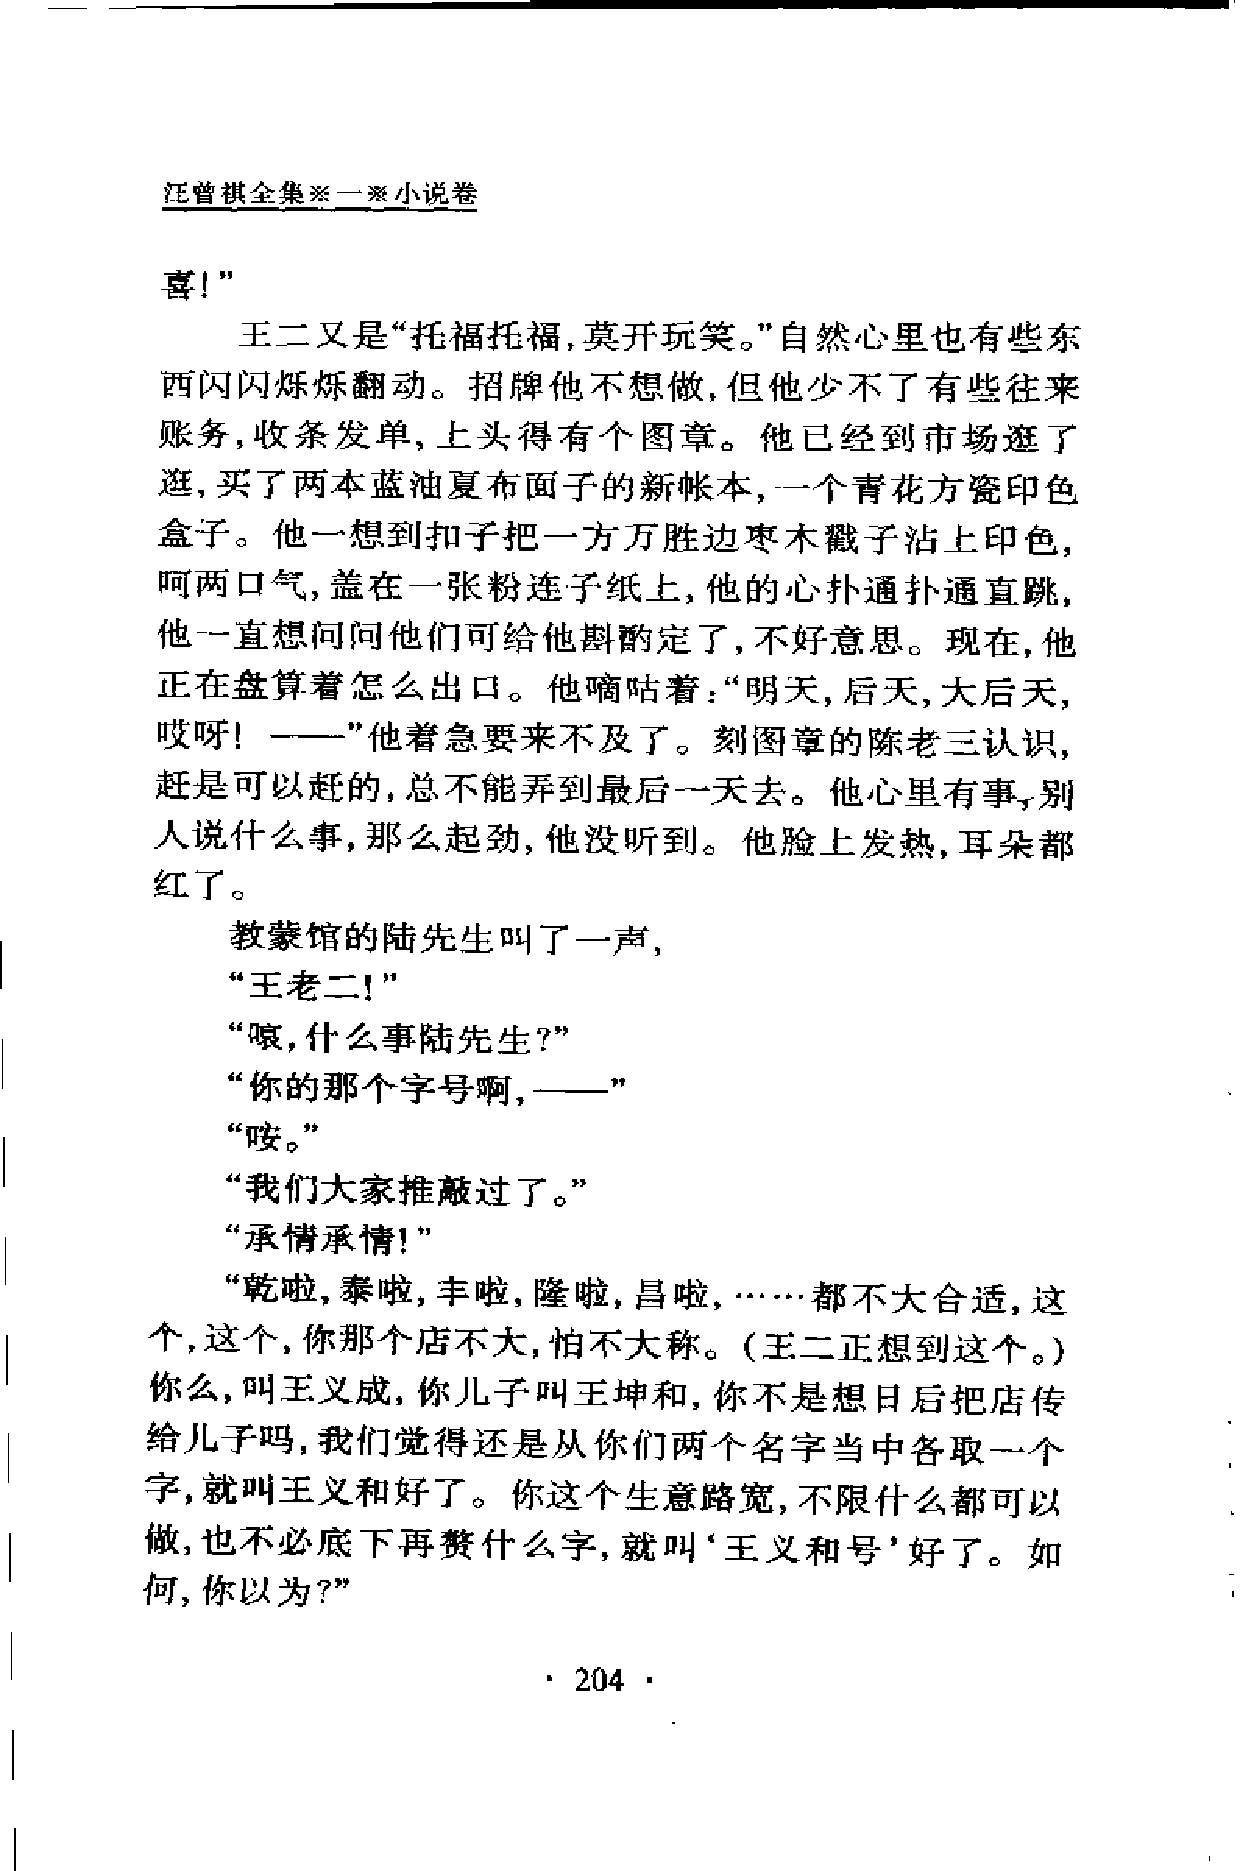 汪曾祺全集※一※小说卷
喜!”
王二又是“托福托福,莫开玩笑。”自然心里也有些东
西闪闪烁烁翻动。招牌他不想做,但他少不了有些往来
账务,收条发单,上头得有个图章。他已经到市场逛了
逛,买了两本蓝油夏布面子的新帐本,一个青花方瓷印色
盒子。他一想到扣子把一方万胜边枣木戳子沾上印色,
呵两口气,盖在一张粉连子纸上,他的心扑通扑通直跳,
他一直想问问他们可给他斟酌定了,不好意思。现在,他
正在盘算着怎么出口。他嘀咕着:“明天,后天,大后天,
哎呀! ——”他着急要来不及了。刻图章的陈老三认识,
赶是可以赶的,总不能弄到最后一天去。他心里有事,别
人说什么事,那么起劲,他没听到。他脸上发热,耳朵都
红了。
教蒙馆的陆先生叫了一声,
“王老二!”
“嗯,什么事陆先生?”
“你的那个字号啊,——”
“咹。”
“我们大家推敲过了。”
“承情承情!”
“乾啦,泰啦,丰啦,隆啦,昌啦,……都不大合适,这
个,这个,你那个店不大,怕不大称。(王二正想到这个。)
你么,叫王义成,你儿子叫王坤和,你不是想日后把店传
给儿子吗,我们觉得还是从你们两个名字当中各取一个
字,就叫王义和好了。你这个生意路宽,不限什么都可以
做,也不必底下再赘什么字,就叫‘王义和号’好了。如
何,你以为?”
· 204 ·